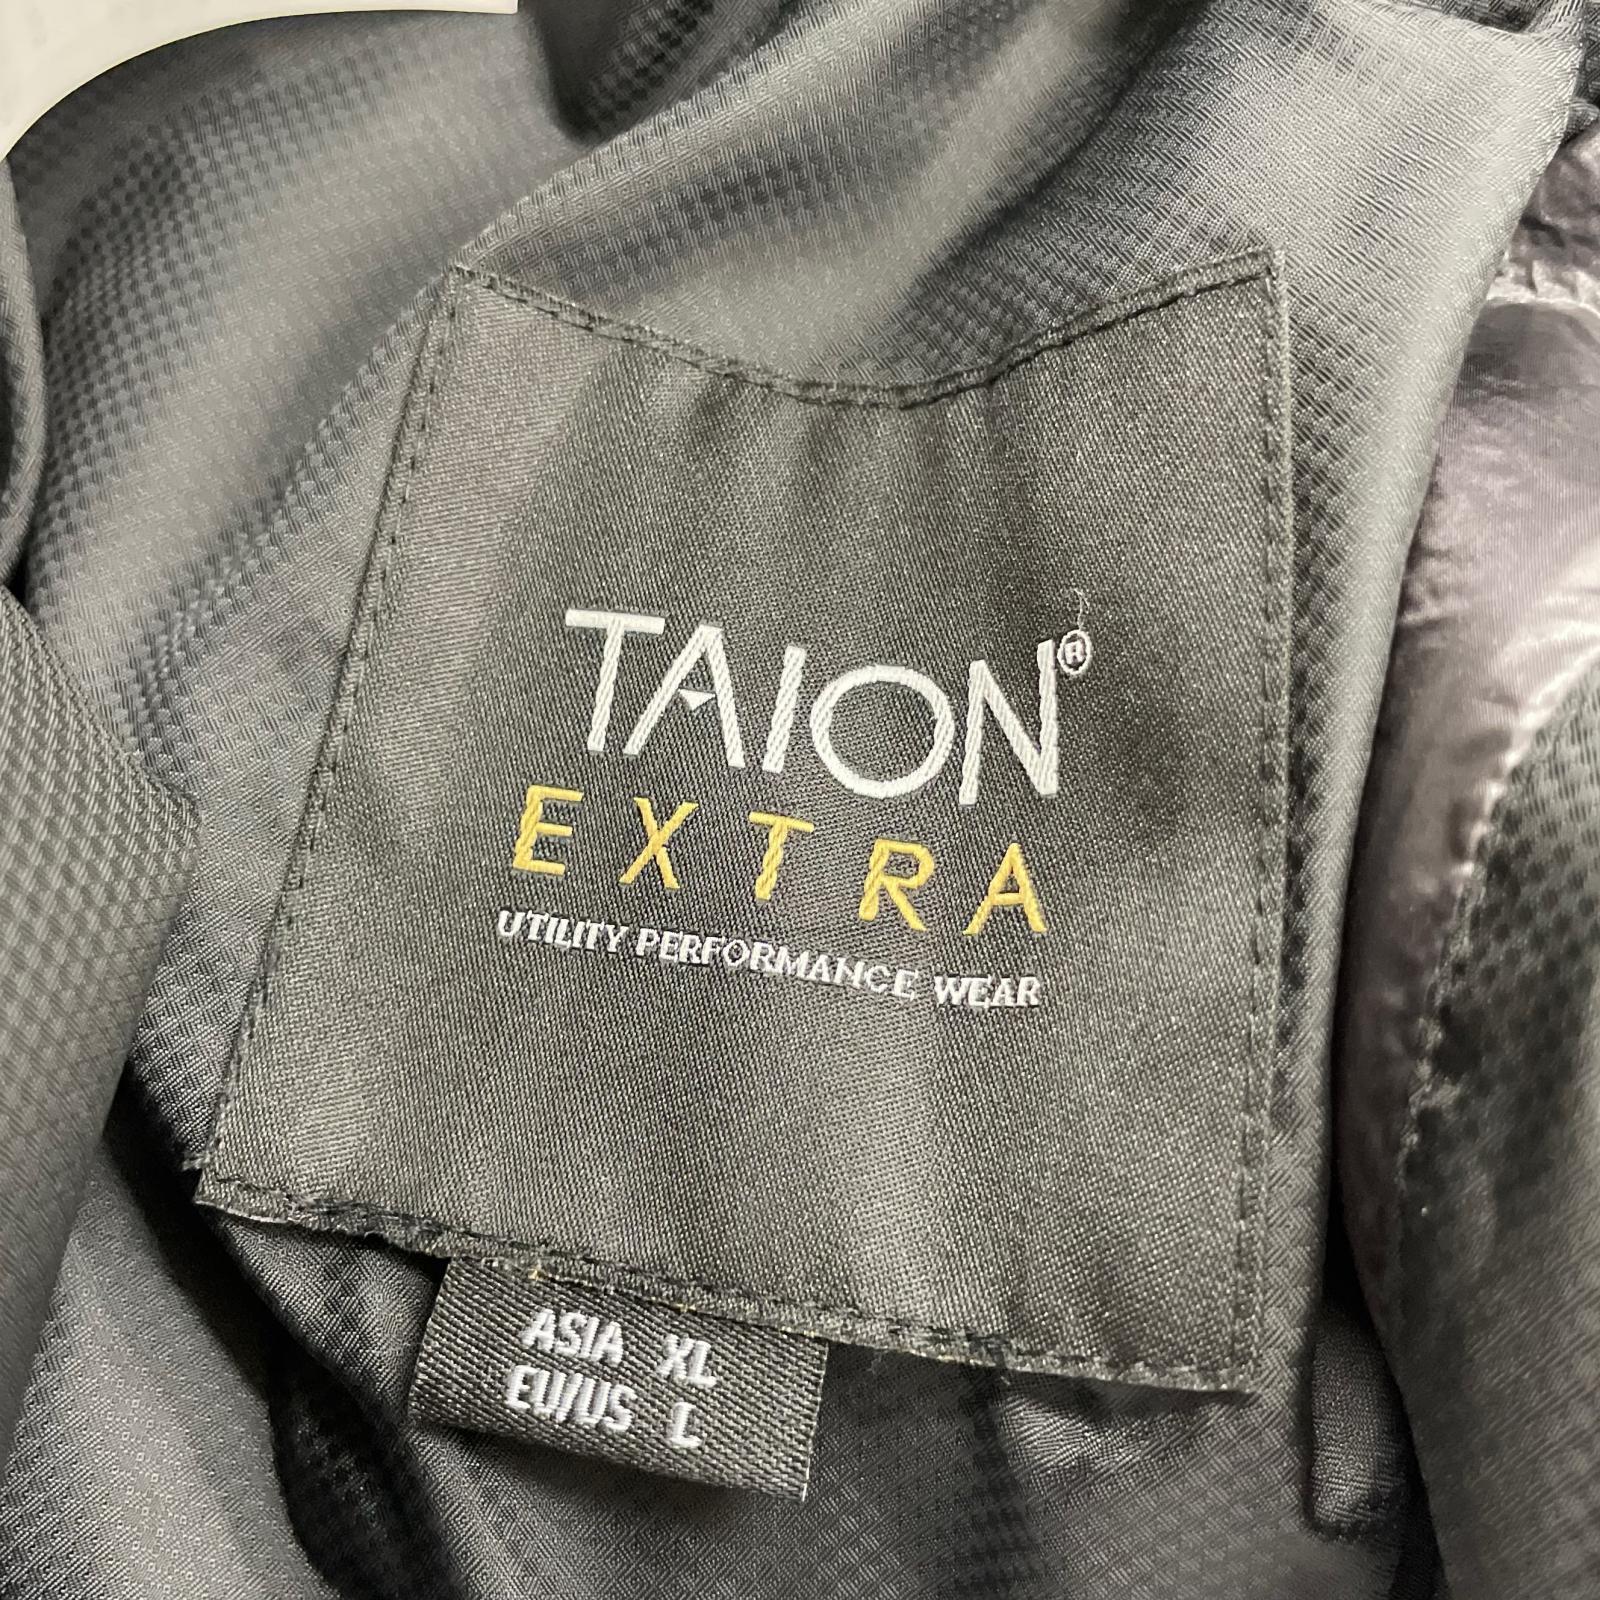 TAION®
EXTRA
UTILITY PERFORMANCE WEAR
ASIA XL
EU/US L